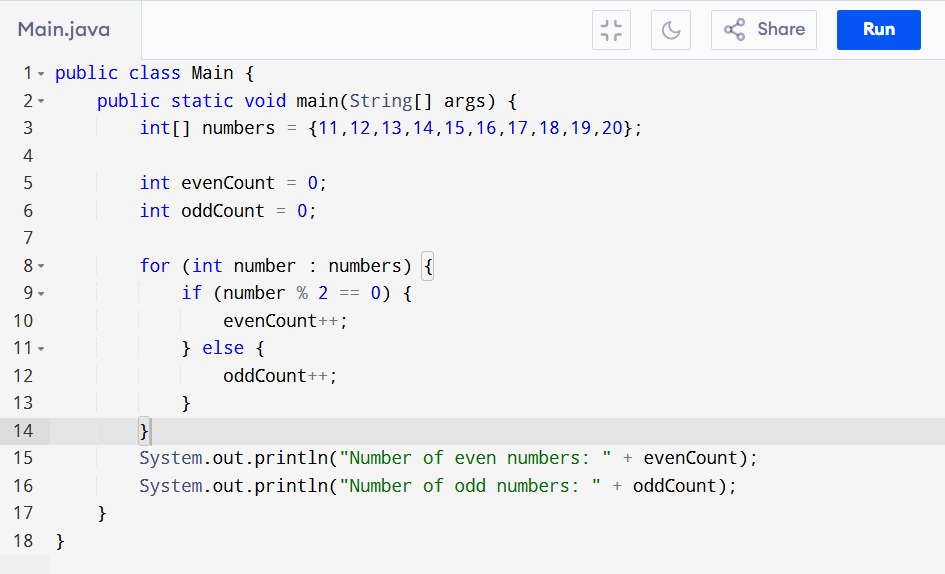 Main.java
Share
Run
1 public class Main {
2     public static void main(String[] args) {
3         int[] numbers = {11,12,13,14,15,16,17,18,19,20};
4
5         int evenCount = 0;
6         int oddCount = 0;
7
8         for (int number : numbers) {
9             if (number % 2 == 0) {
10                 evenCount++;
11             } else {
12                 oddCount++;
13             }
14         }
15         System.out.println("Number of even numbers: " + evenCount);
16         System.out.println("Number of odd numbers: " + oddCount);
17     }
18 }